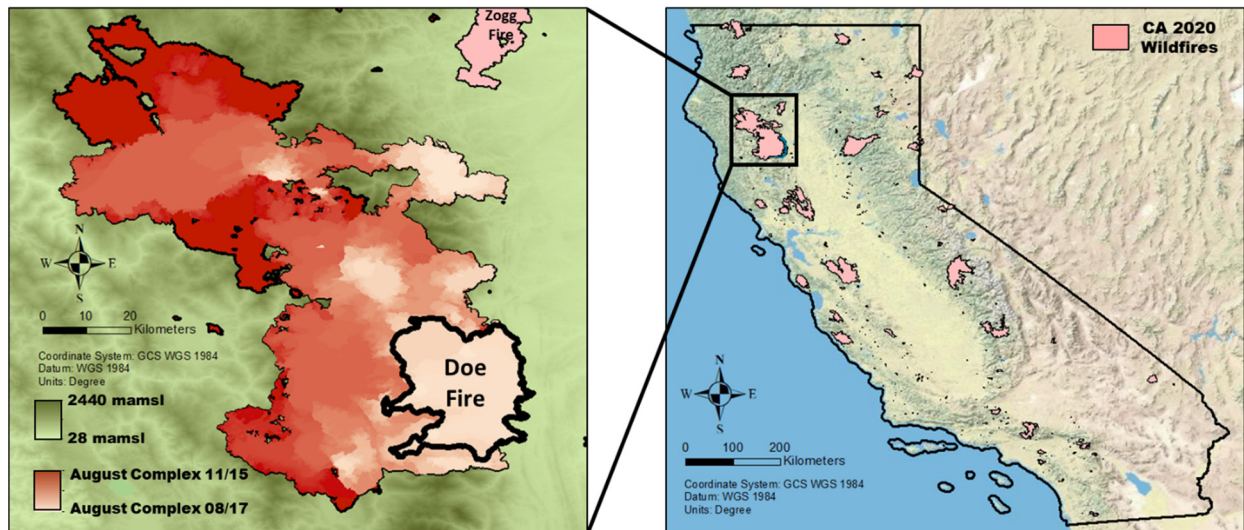 Zogg
Fire
N
W E
S
0 10 20
Kilometers
Coordinate System: GCS WGS 1984
Datum: WGS 1984
Units: Degree
2440 mamsl
28 mamsl
August Complex 11/15
August Complex 08/17
Doe
Fire
CA 2020
Wildfires
N
W E
S
0 100 200
Kilometers
Coordinate System: GCS WGS 1984
Datum: WGS 1984
Units: Degree